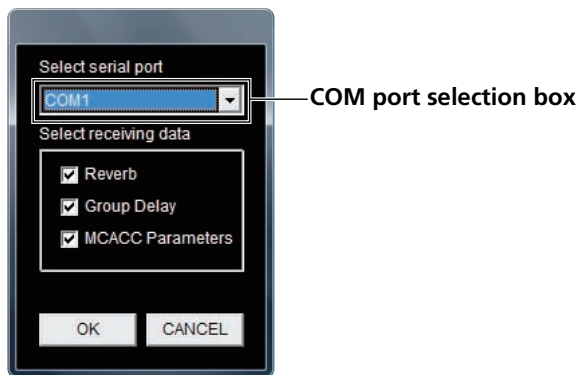 Select serial port
COM1
COM port selection box
Select receiving data
Reverb
Group Delay
MCACC Parameters
OK CANCEL